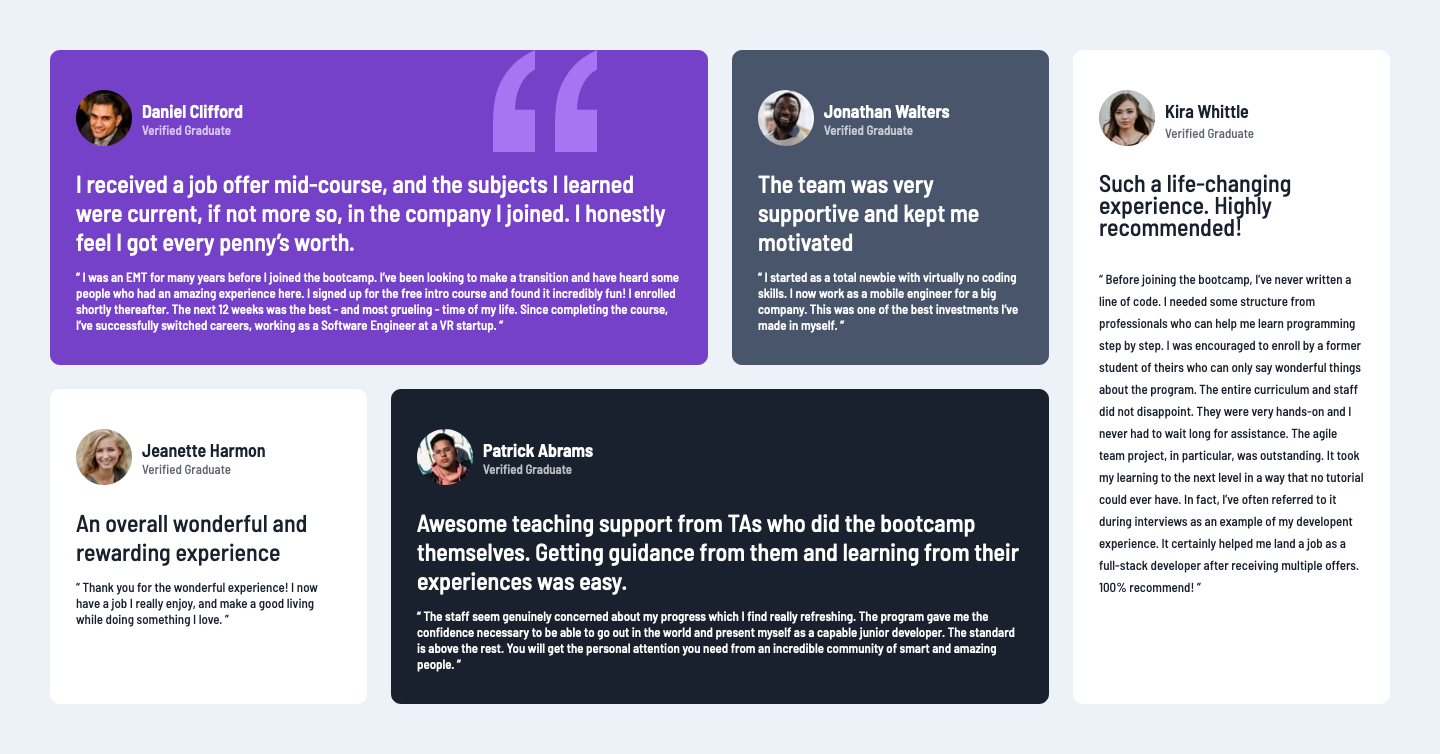 Daniel Clifford
Verified Graduate
I received a job offer mid-course, and the subjects I learned
were current, if not more so, in the company I joined. I honestly
feel I got every penny’s worth.
“ I was an EMT for many years before I joined the bootcamp. I’ve been looking to make a transition and have heard some
people who had an amazing experience here. I signed up for the free intro course and found it incredibly fun! I enrolled
shortly thereafter. The next 12 weeks was the best - and most grueling - time of my life. Since completing the course,
I’ve successfully switched careers, working as a Software Engineer at a VR startup. ”
Jonathan Walters
Verified Graduate
The team was very
supportive and kept me
motivated
“ I started as a total newbie with virtually no coding
skills. I now work as a mobile engineer for a big
company. This was one of the best investments I’ve
made in myself. ”
Kira Whittle
Verified Graduate
Such a life-changing
experience. Highly
recommended!
“ Before joining the bootcamp, I’ve never written a
line of code. I needed some structure from
professionals who can help me learn programming
step by step. I was encouraged to enroll by a former
student of theirs who can only say wonderful things
about the program. The entire curriculum and staff
did not disappoint. They were very hands-on and I
never had to wait long for assistance. The agile
team project, in particular, was outstanding. It took
my learning to the next level in a way that no tutorial
could ever have. In fact, I’ve often referred to it
during interviews as an example of my developent
experience. It certainly helped me land a job as a
full-stack developer after receiving multiple offers.
100% recommend! ”
Jeanette Harmon
Verified Graduate
An overall wonderful and
rewarding experience
“ Thank you for the wonderful experience! I now
have a job I really enjoy, and make a good living
while doing something I love. ”
Patrick Abrams
Verified Graduate
Awesome teaching support from TAs who did the bootcamp
themselves. Getting guidance from them and learning from their
experiences was easy.
“ The staff seem genuinely concerned about my progress which I find really refreshing. The program gave me the
confidence necessary to be able to go out in the world and present myself as a capable junior developer. The standard
is above the rest. You will get the personal attention you need from an incredible community of smart and amazing
people. ”